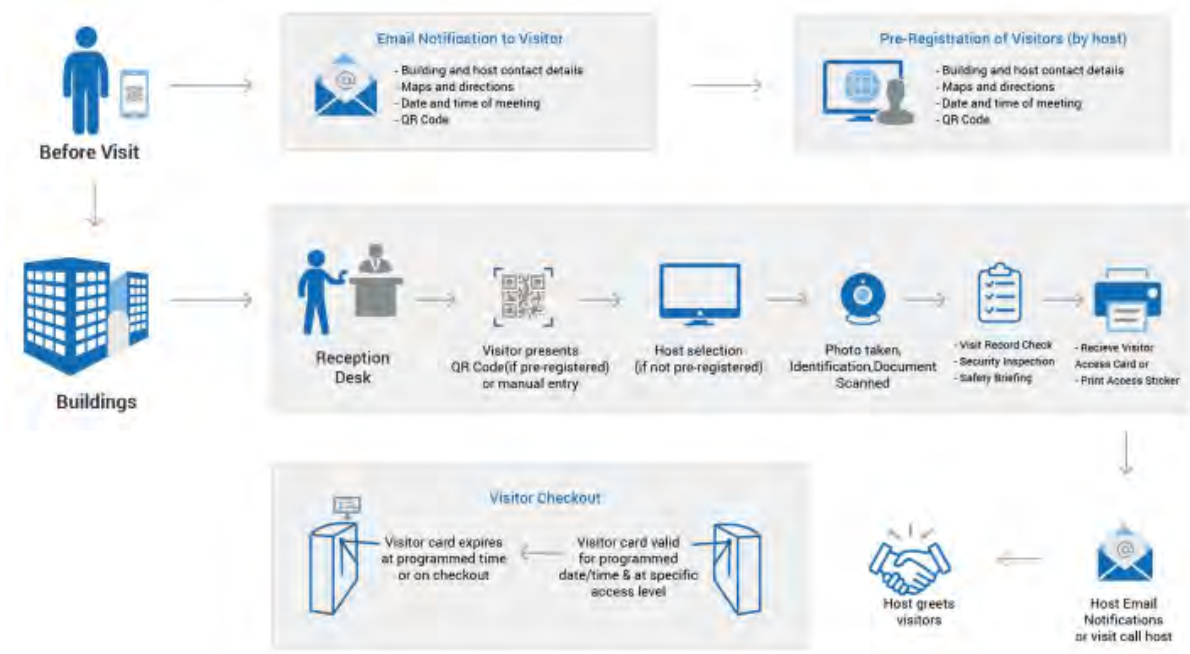 Email Notification to Visitor
- Building and host contact details
- Maps and directions
- Date and time of meeting
- QR Code
Pre-Registration of Visitors (by host)
- Building and host contact details
- Maps and directions
- Date and time of meeting
- QR Code
Before Visit
Buildings
Reception
Desk
Visitor presents
QR Code(if pre-registered)
or manual entry
Host selection
(if not pre-registered)
Photo taken,
Identification,Document
Scanned
- Visit Record Check
- Security Inspection
- Safety Briefing
- Recieve Visitor
Access Card or
- Print Access Sticker
Visitor Checkout
Visitor card expires
at programmed time
or on checkout
Visitor card valid
for programmed
date/time & at specific
access level
Host greets
visitors
Host Email
Notifications
or visit call host